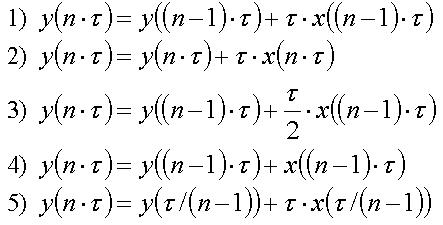 1) y(n·τ)= y((n−1)·τ)+ τ·x((n−1)·τ)
2) y(n·τ)= y(n·τ)+ τ·x(n·τ)
3) y(n·τ)= y((n−1)·τ)+ τ/2·x((n−1)·τ)
4) y(n·τ)= y((n−1)·τ)+ x((n−1)·τ)
5) y(n·τ)= y(τ/(n−1))+ τ·x(τ/(n−1))